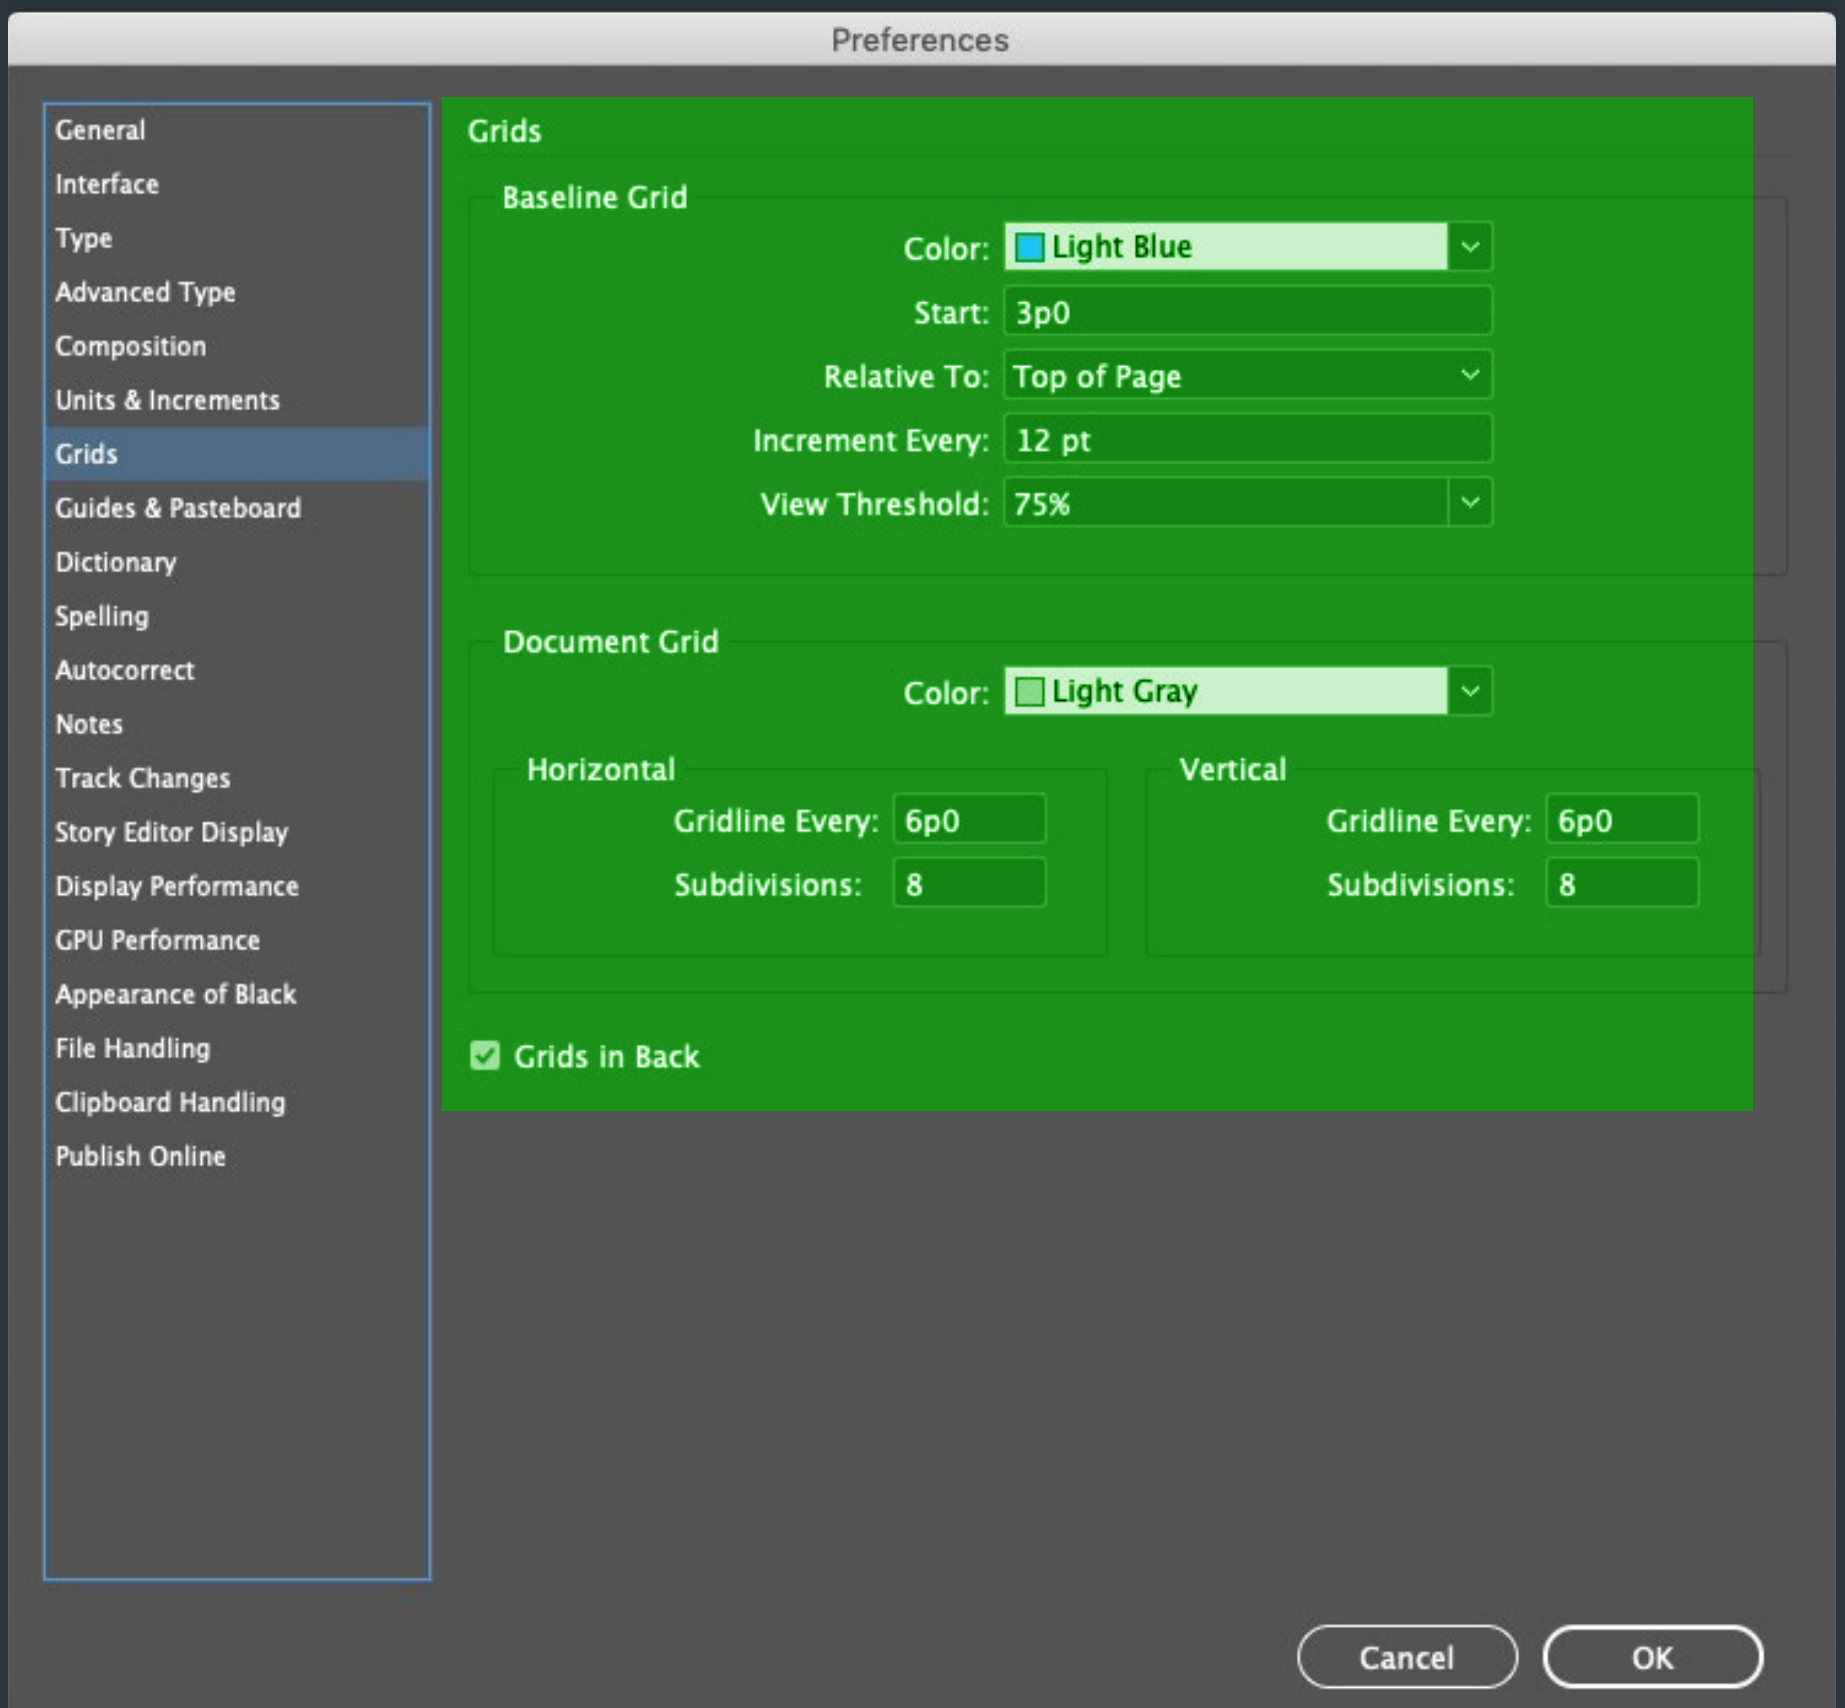 Preferences
General
Interface
Type
Advanced Type
Composition
Units & Increments
Grids
Guides & Pasteboard
Dictionary
Spelling
Autocorrect
Notes
Track Changes
Story Editor Display
Display Performance
GPU Performance
Appearance of Black
File Handling
Clipboard Handling
Publish Online
Grids
Baseline Grid
Color: Light Blue
Start: 3p0
Relative To: Top of Page
Increment Every: 12 pt
View Threshold: 75%
Document Grid
Color: Light Gray
Horizontal
Gridline Every: 6p0
Subdivisions: 8
Vertical
Gridline Every: 6p0
Subdivisions: 8
Grids in Back
Cancel
OK